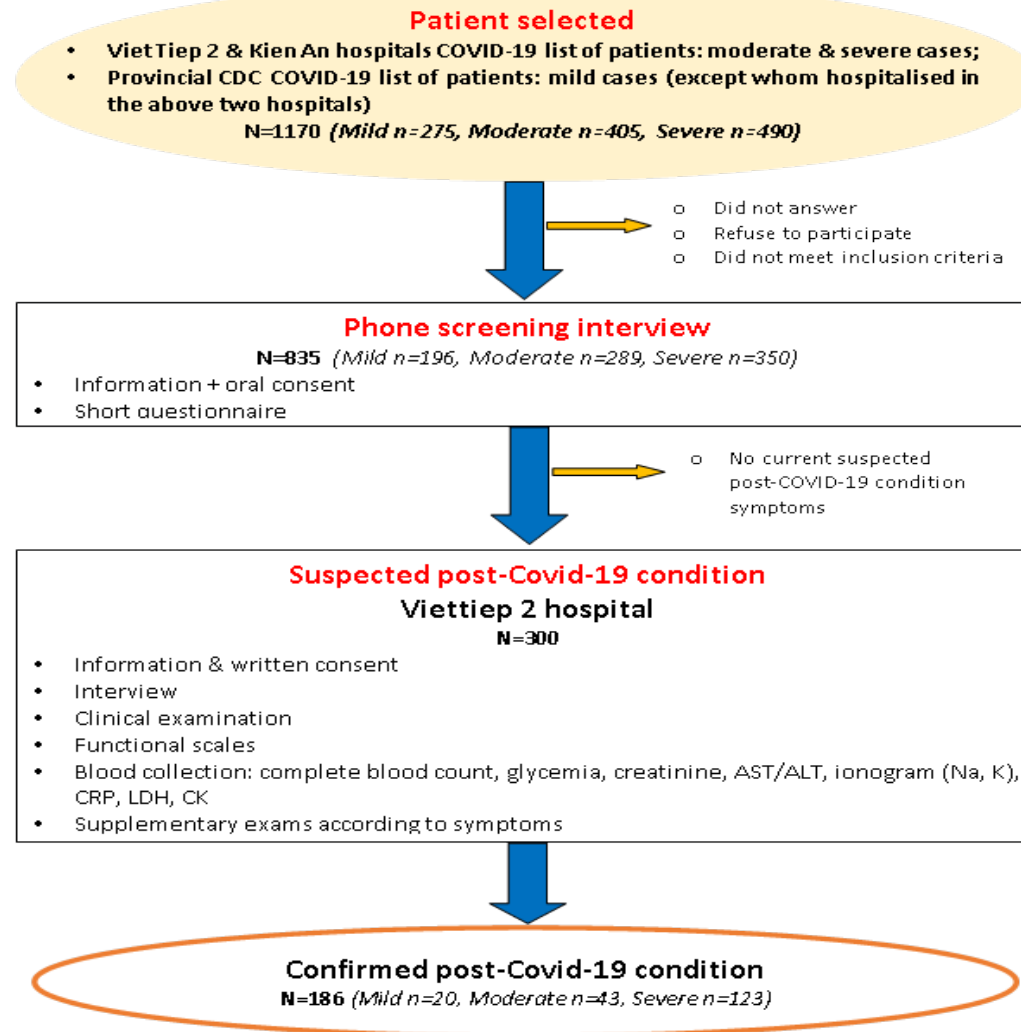 Patient selected
• VietTiep 2 & Kien An hospitals COVID-19 list of patients: moderate & severe cases;
• Provincial CDC COVID-19 list of patients: mild cases (except whom hospitalised in
the above two hospitals)
N=1170 (Mild n=275, Moderate n=405, Severe n=490)
o Did not answer
o Refuse to participate
o Did not meet inclusion criteria
Phone screening interview
N=835 (Mild n=196, Moderate n=289, Severe n=350)
• Information + oral consent
• Short questionnaire
o No current suspected
post-COVID-19 condition
symptoms
Suspected post-Covid-19 condition
Viettiep 2 hospital
N=300
• Information & written consent
• Interview
• Clinical examination
• Functional scales
• Blood collection: complete blood count, glycemia, creatinine, AST/ALT, ionogram (Na, K),
CRP, LDH, CK
• Supplementary exams according to symptoms
Confirmed post-Covid-19 condition
N=186 (Mild n=20, Moderate n=43, Severe n=123)